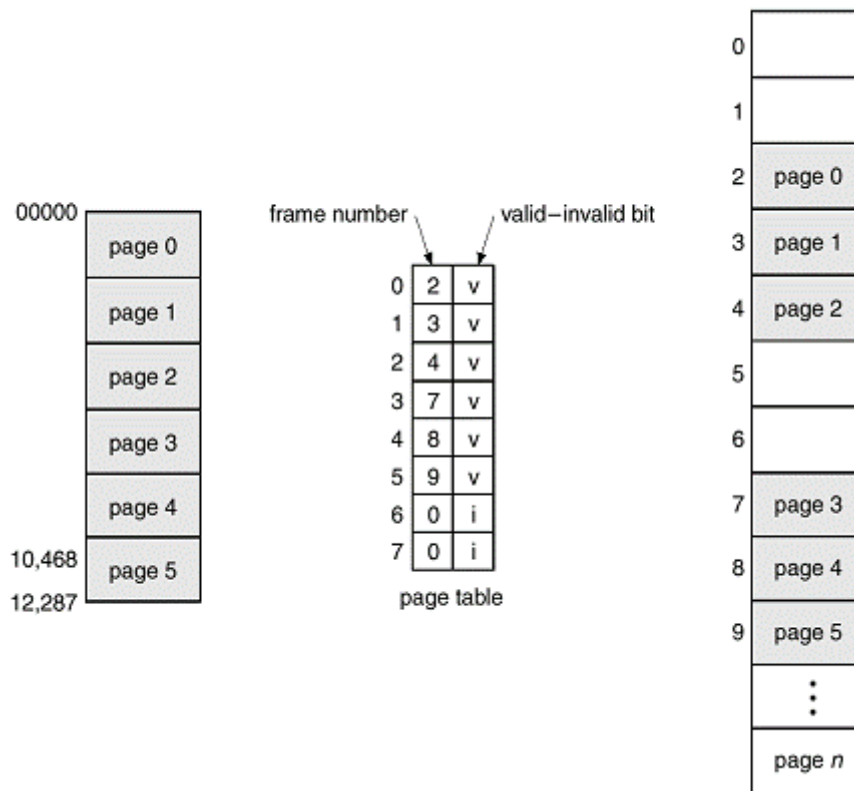 00000
page 0
page 1
page 2
page 3
page 4
10,468
page 5
12,287
frame number
valid–invalid bit
0 2 v
1 3 v
2 4 v
3 7 v
4 8 v
5 9 v
6 0 i
7 0 i
page table
0
1
2 page 0
3 page 1
4 page 2
5
6
7 page 3
8 page 4
9 page 5
page n